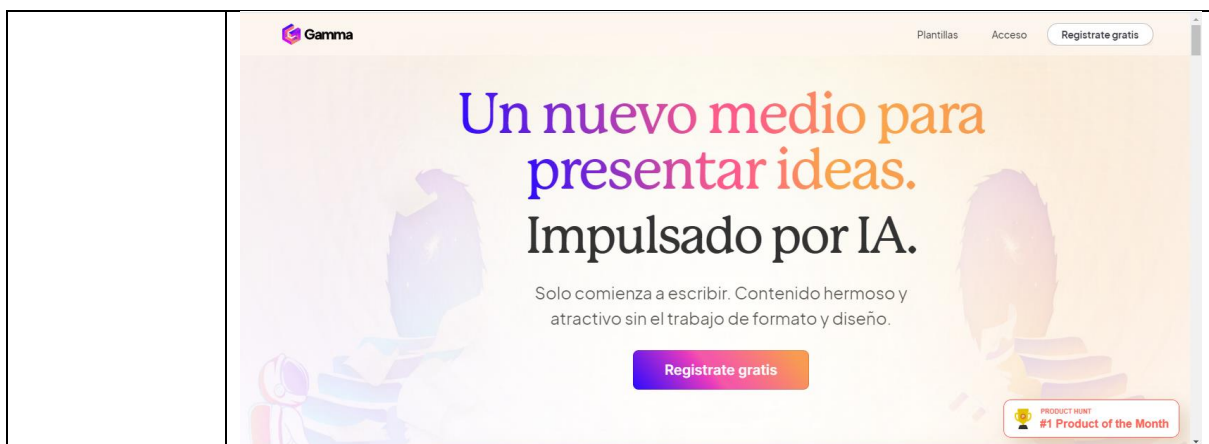 Gamma
Plantillas
Acceso
Registrate gratis
Un nuevo medio para
presentar ideas.
Impulsado por IA.
Solo comienza a escribir. Contenido hermoso y
atractivo sin el trabajo de formato y diseño.
Registrate gratis
PRODUCT HUNT
#1 Product of the Month